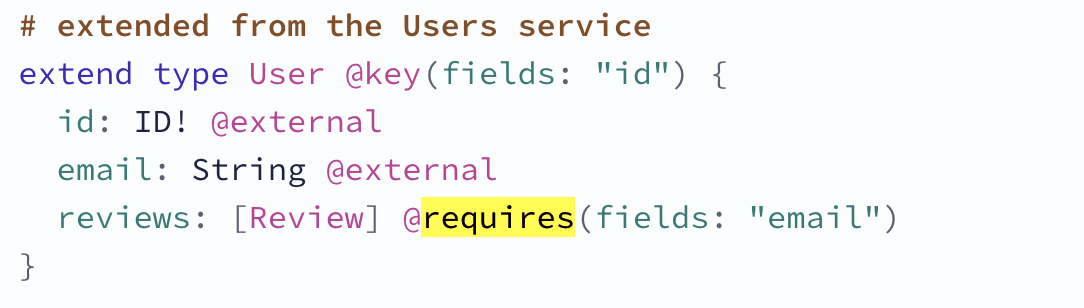 # extended from the Users service
extend type User @key(fields: "id") {
  id: ID! @external
  email: String @external
  reviews: [Review] @requires(fields: "email")
}